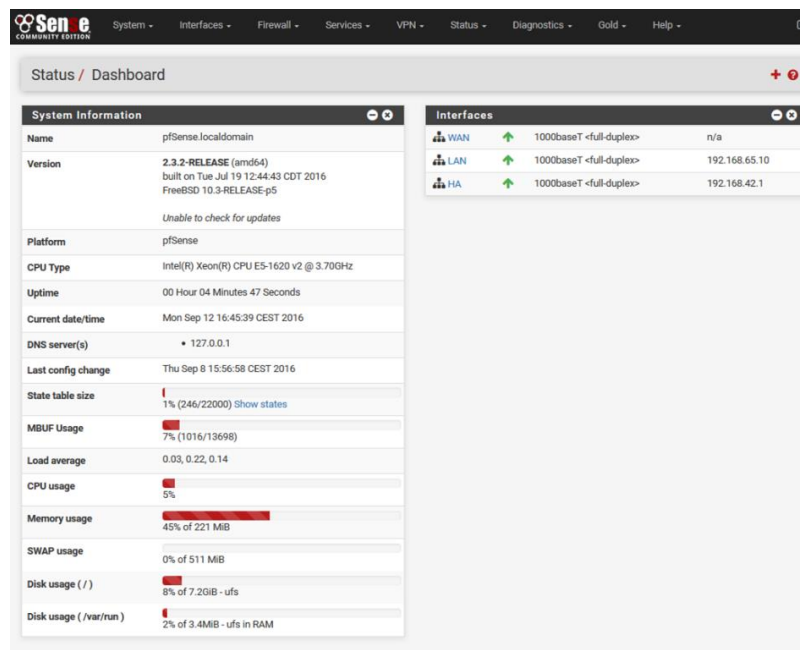 Sense
COMMUNITY EDITION
System
Interfaces
Firewall
Services
VPN
Status
Diagnostics
Gold
Help
Status / Dashboard
System Information
Name pfSense.localdomain
Version 2.3.2-RELEASE (amd64)
built on Tue Jul 19 12:44:43 CDT 2016
FreeBSD 10.3-RELEASE-p5
Unable to check for updates
Platform pfSense
CPU Type Intel(R) Xeon(R) CPU E5-1620 v2 @ 3.70GHz
Uptime 00 Hour 04 Minutes 47 Seconds
Current date/time Mon Sep 12 16:45:39 CEST 2016
DNS server(s) • 127.0.0.1
Last config change Thu Sep 8 15:56:58 CEST 2016
State table size
1% (246/22000) Show states
MBUF Usage
7% (1016/13698)
Load average 0.03, 0.22, 0.14
CPU usage
5%
Memory usage
45% of 221 MiB
SWAP usage
0% of 511 MiB
Disk usage ( / )
8% of 7.2GiB - ufs
Disk usage ( /var/run )
2% of 3.4MiB - ufs in RAM
Interfaces
WAN 1000baseT <full-duplex> n/a
LAN 1000baseT <full-duplex> 192.168.65.10
HA 1000baseT <full-duplex> 192.168.42.1